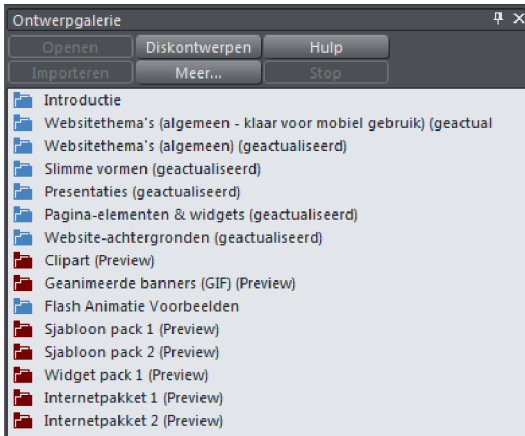 Ontwerpgalerie
Openen Diskontwerpen Hulp
Importeren Meer... Stop
Introductie
Websitethema's (algemeen - klaar voor mobiel gebruik) (geactual
Websitethema's (algemeen) (geactualiseerd)
Slimme vormen (geactualiseerd)
Presentaties (geactualiseerd)
Pagina-elementen & widgets (geactualiseerd)
Website-achtergronden (geactualiseerd)
Clipart (Preview)
Geanimeerde banners (GIF) (Preview)
Flash Animatie Voorbeelden
Sjabloon pack 1 (Preview)
Sjabloon pack 2 (Preview)
Widget pack 1 (Preview)
Internetpakket 1 (Preview)
Internetpakket 2 (Preview)